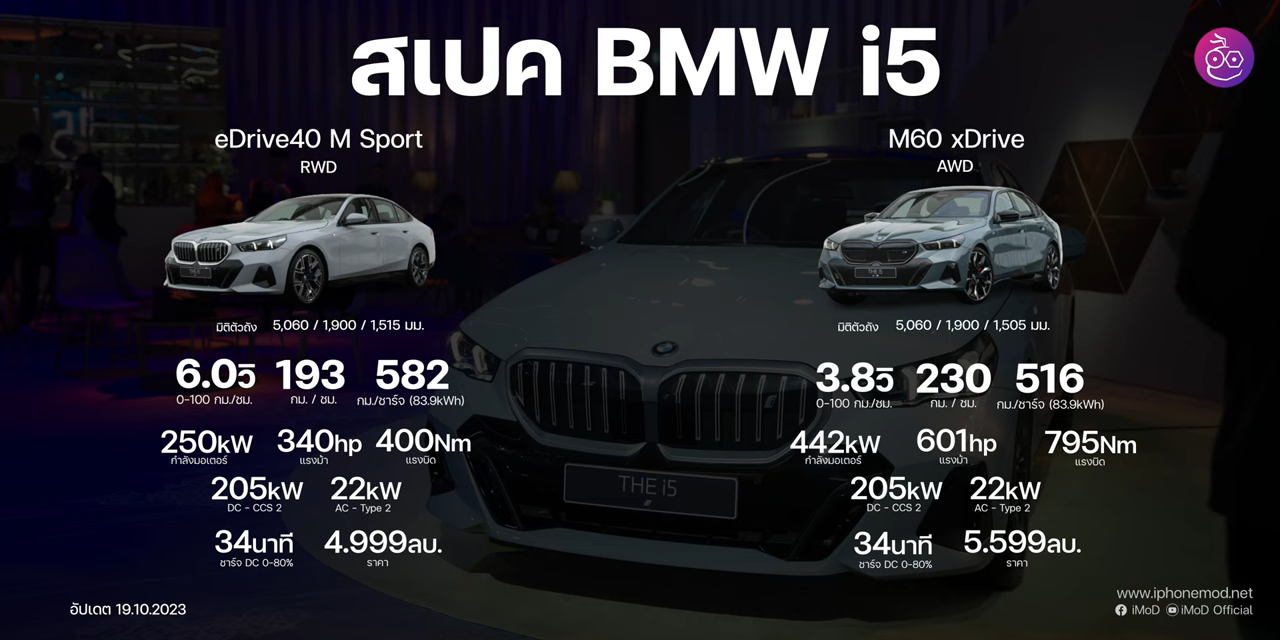 สเปค BMW i5
eDrive40 M Sport
RWD
THE i5
มิติตัวถัง 5,060 / 1,900 / 1,515 มม.
6.0วิ 193 582
0-100 กม./ชม. กม. / ชม. กม./ชาร์จ (83.9kWh)
250kW 340hp 400Nm
กำลังมอเตอร์ แรงม้า แรงบิด
205kW 22kW
DC - CCS 2 AC - Type 2
34นาที 4.999ลบ.
ชาร์จ DC 0-80% ราคา
M60 xDrive
AWD
THE i5
มิติตัวถัง 5,060 / 1,900 / 1,505 มม.
3.8วิ 230 516
0-100 กม./ชม. กม. / ชม. กม./ชาร์จ (83.9kWh)
442kW 601hp 795Nm
กำลังมอเตอร์ แรงม้า แรงบิด
205kW 22kW
DC - CCS 2 AC - Type 2
34นาที 5.599ลบ.
ชาร์จ DC 0-80% ราคา
THE i5
อัปเดต 19.10.2023
www.iphonemod.net
iMoD iMoD Official